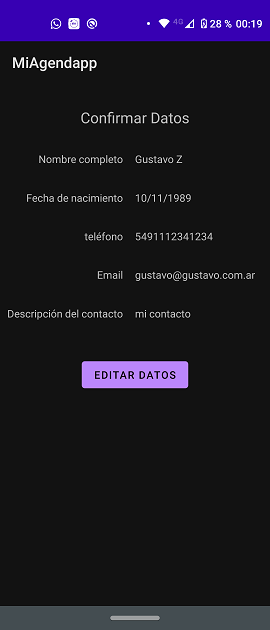 4G 28 % 00:19
MiAgendapp
Confirmar Datos
Nombre completo Gustavo Z
Fecha de nacimiento 10/11/1989
teléfono 5491112341234
Email gustavo@gustavo.com.ar
Descripción del contacto mi contacto
EDITAR DATOS